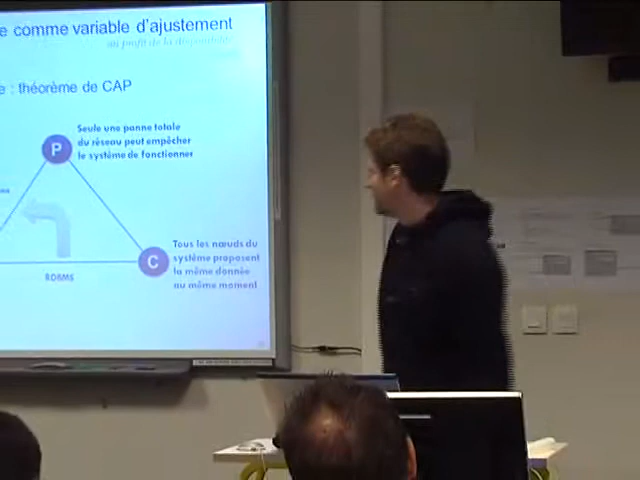 e comme variable d'ajustement
au profit de la disponibilité
e : théorème de CAP
Seule une panne totale
du réseau peut empêcher
le système de fonctionner
P
C
Tous les nœuds du
système proposent
la même donnée
au même moment
RDBMS